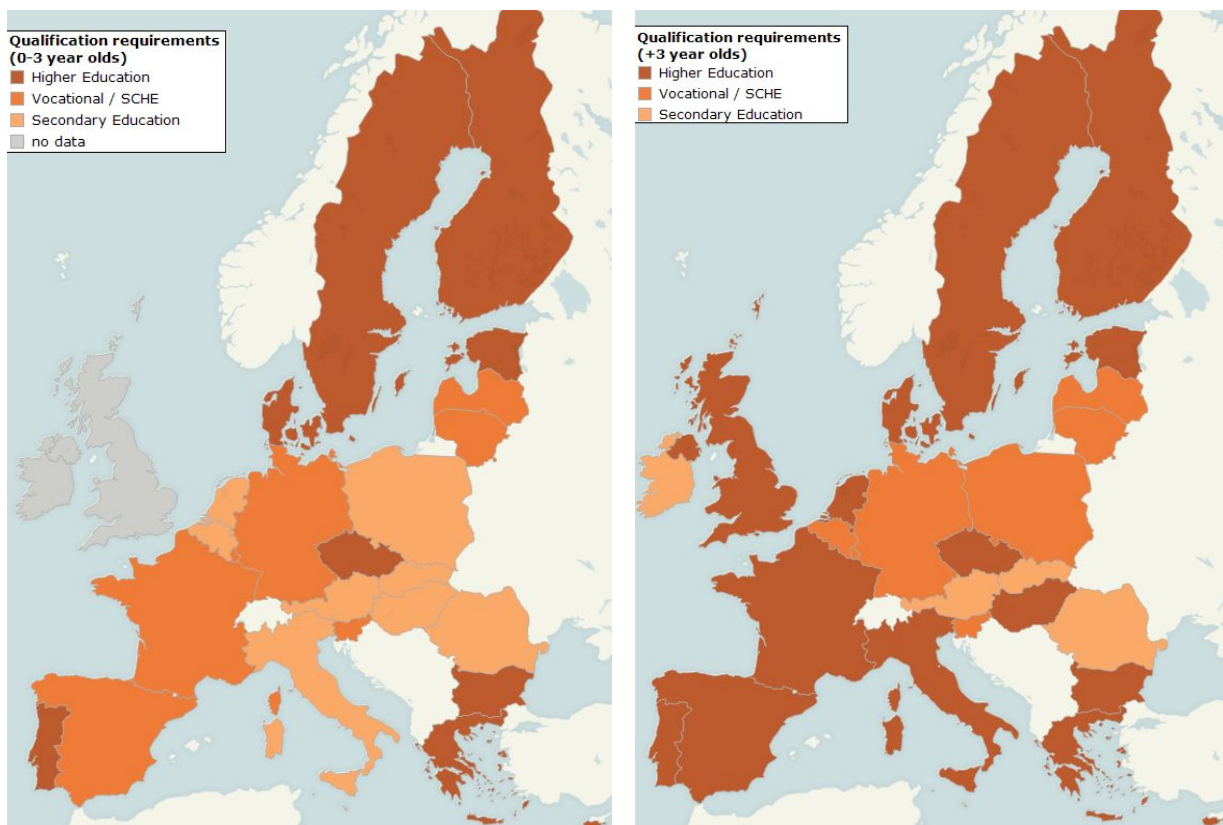 Qualification requirements
(0-3 year olds)
Higher Education
Vocational / SCHE
Secondary Education
no data
Qualification requirements
(+3 year olds)
Higher Education
Vocational / SCHE
Secondary Education